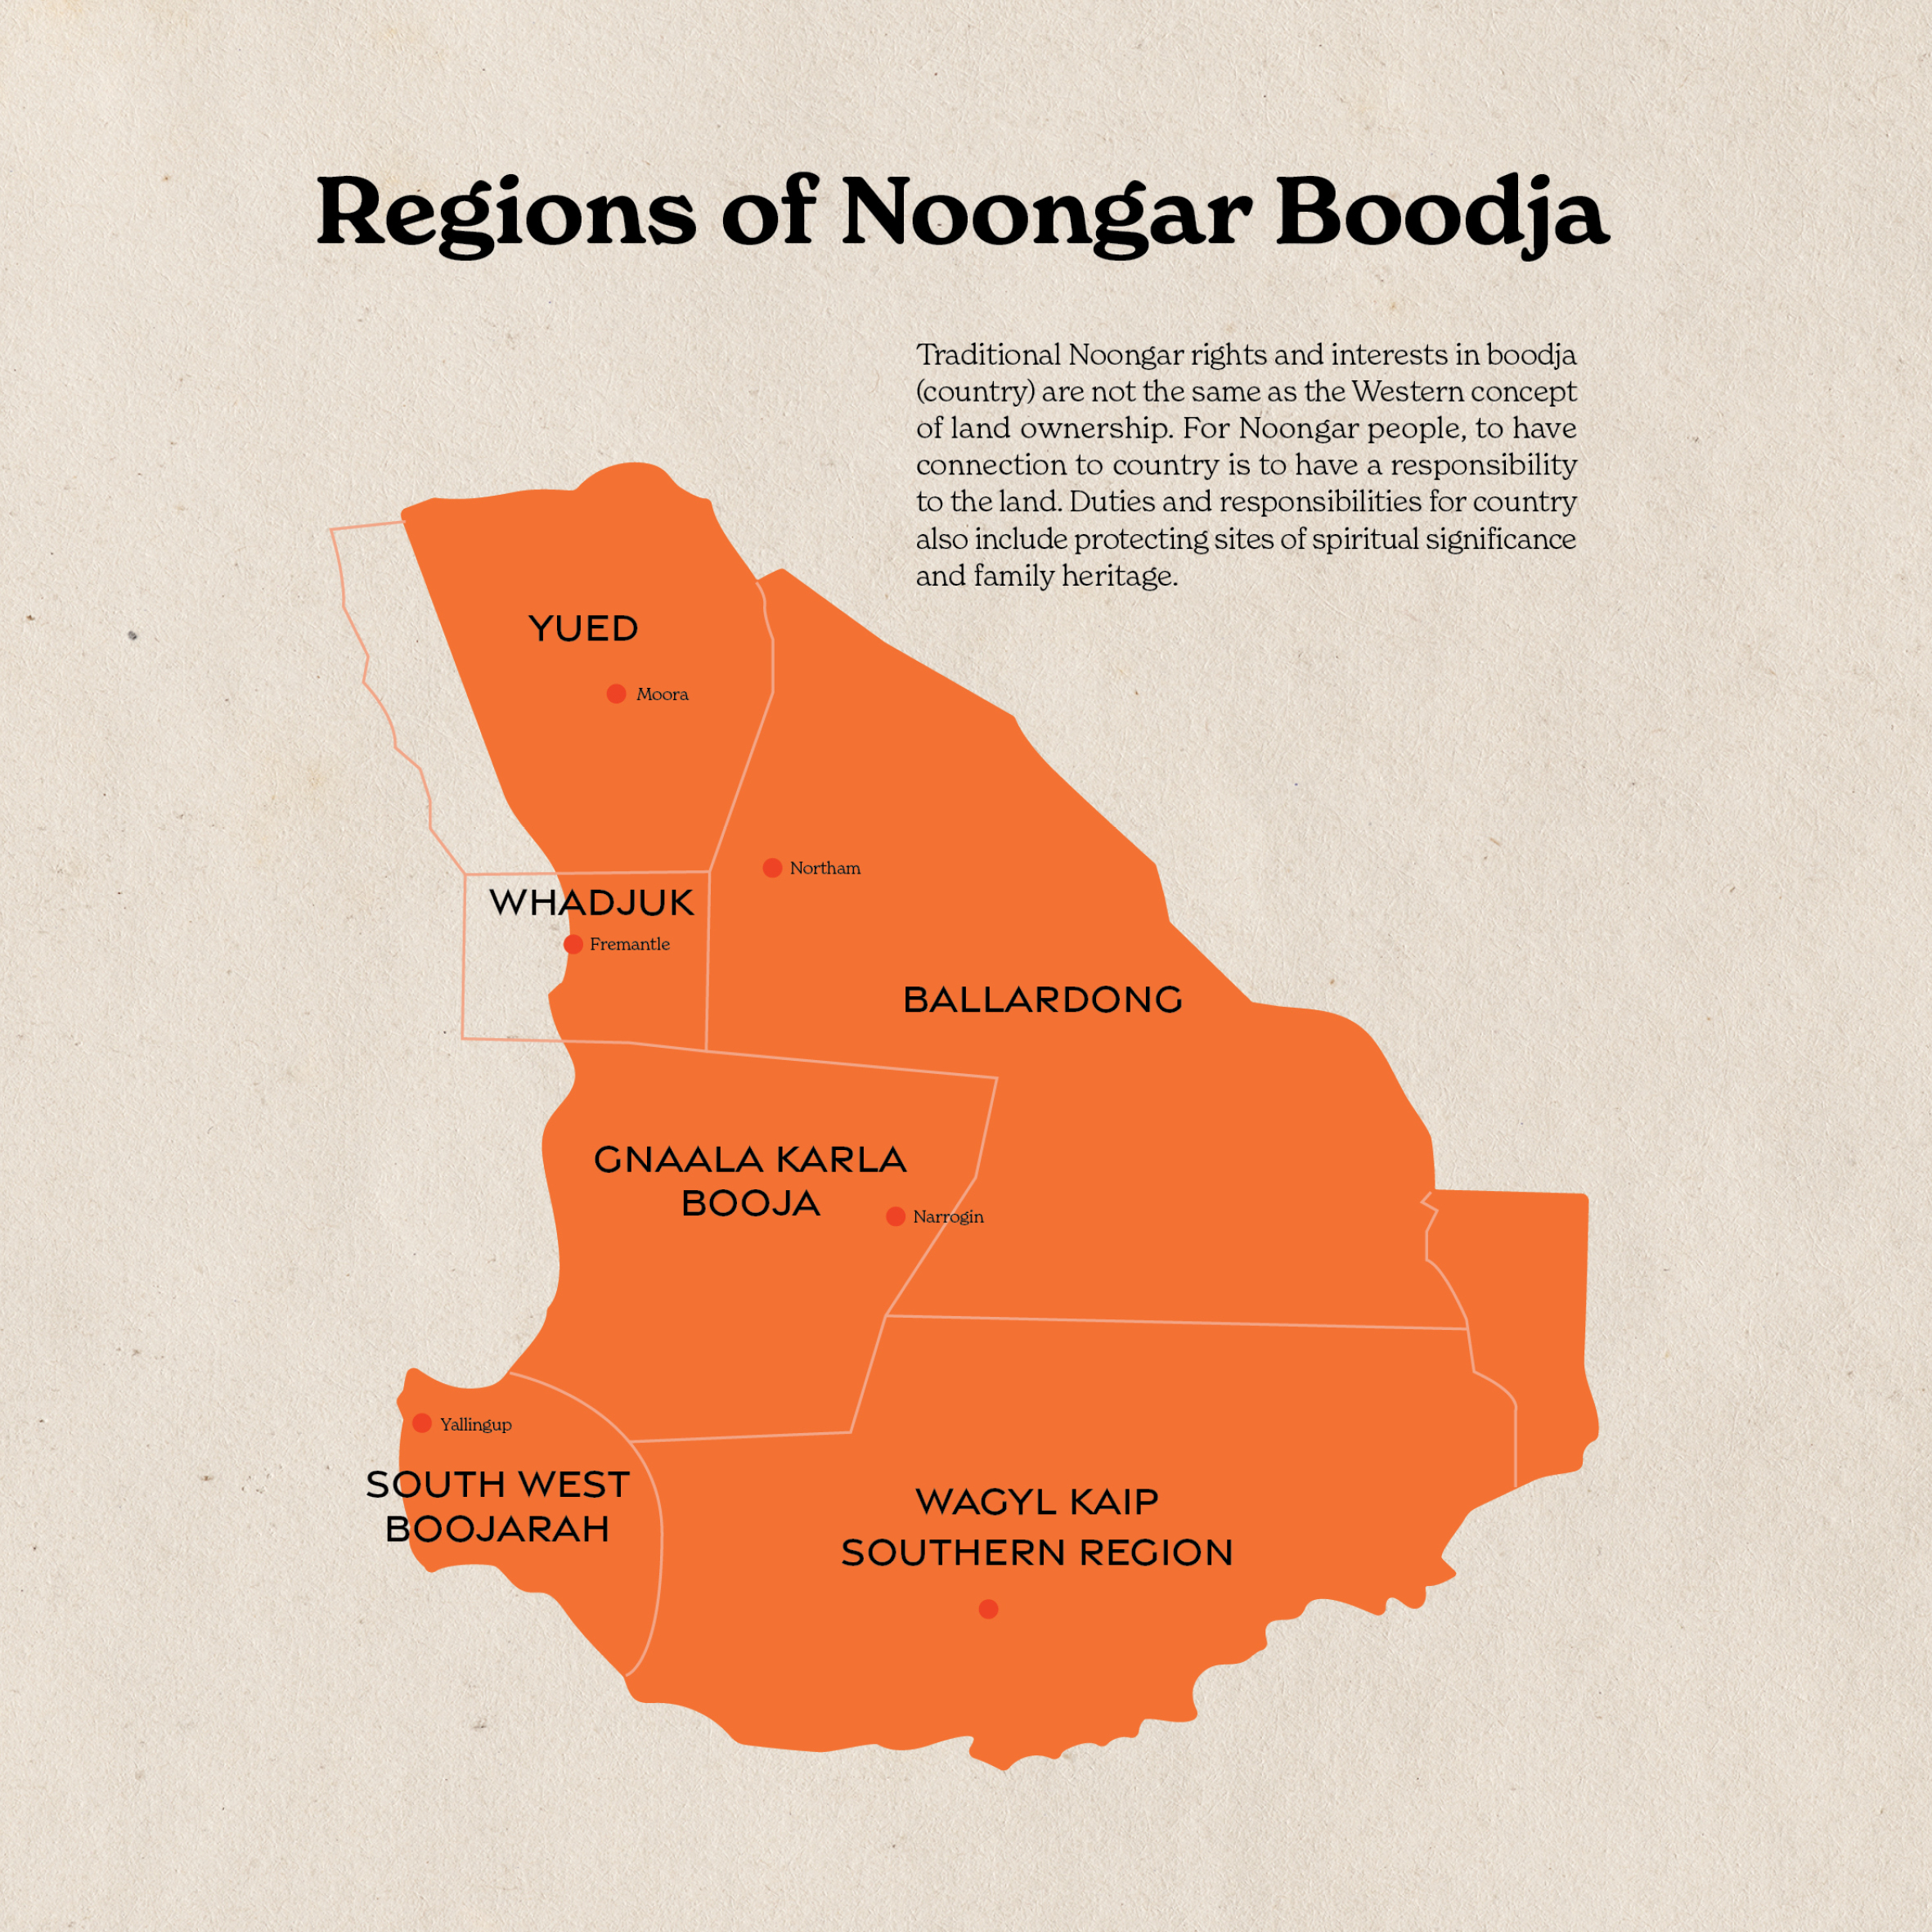 Regions of Noongar Boodja
Traditional Noongar rights and interests in boodja
(country) are not the same as the Western concept
of land ownership. For Noongar people, to have
connection to country is to have a responsibility
to the land. Duties and responsibilities for country
also include protecting sites of spiritual significance
and family heritage.
YUED
Moora
Northam
WHADJUK
Fremantle
BALLARDONG
GNAALA KARLA
BOOJA
Narrogin
Yallingup
SOUTH WEST
BOOJARAH
WAGYL KAIP
SOUTHERN REGION